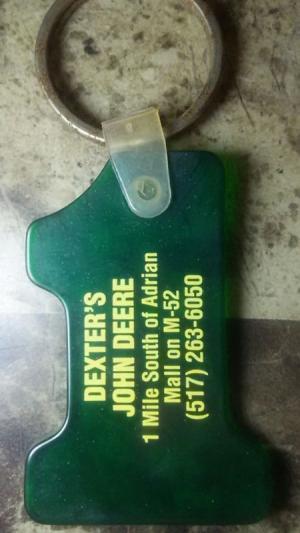 DEXTER'S
JOHN DEERE
1 Mile South of Adrian
Mall on M-52
(517) 263-6050